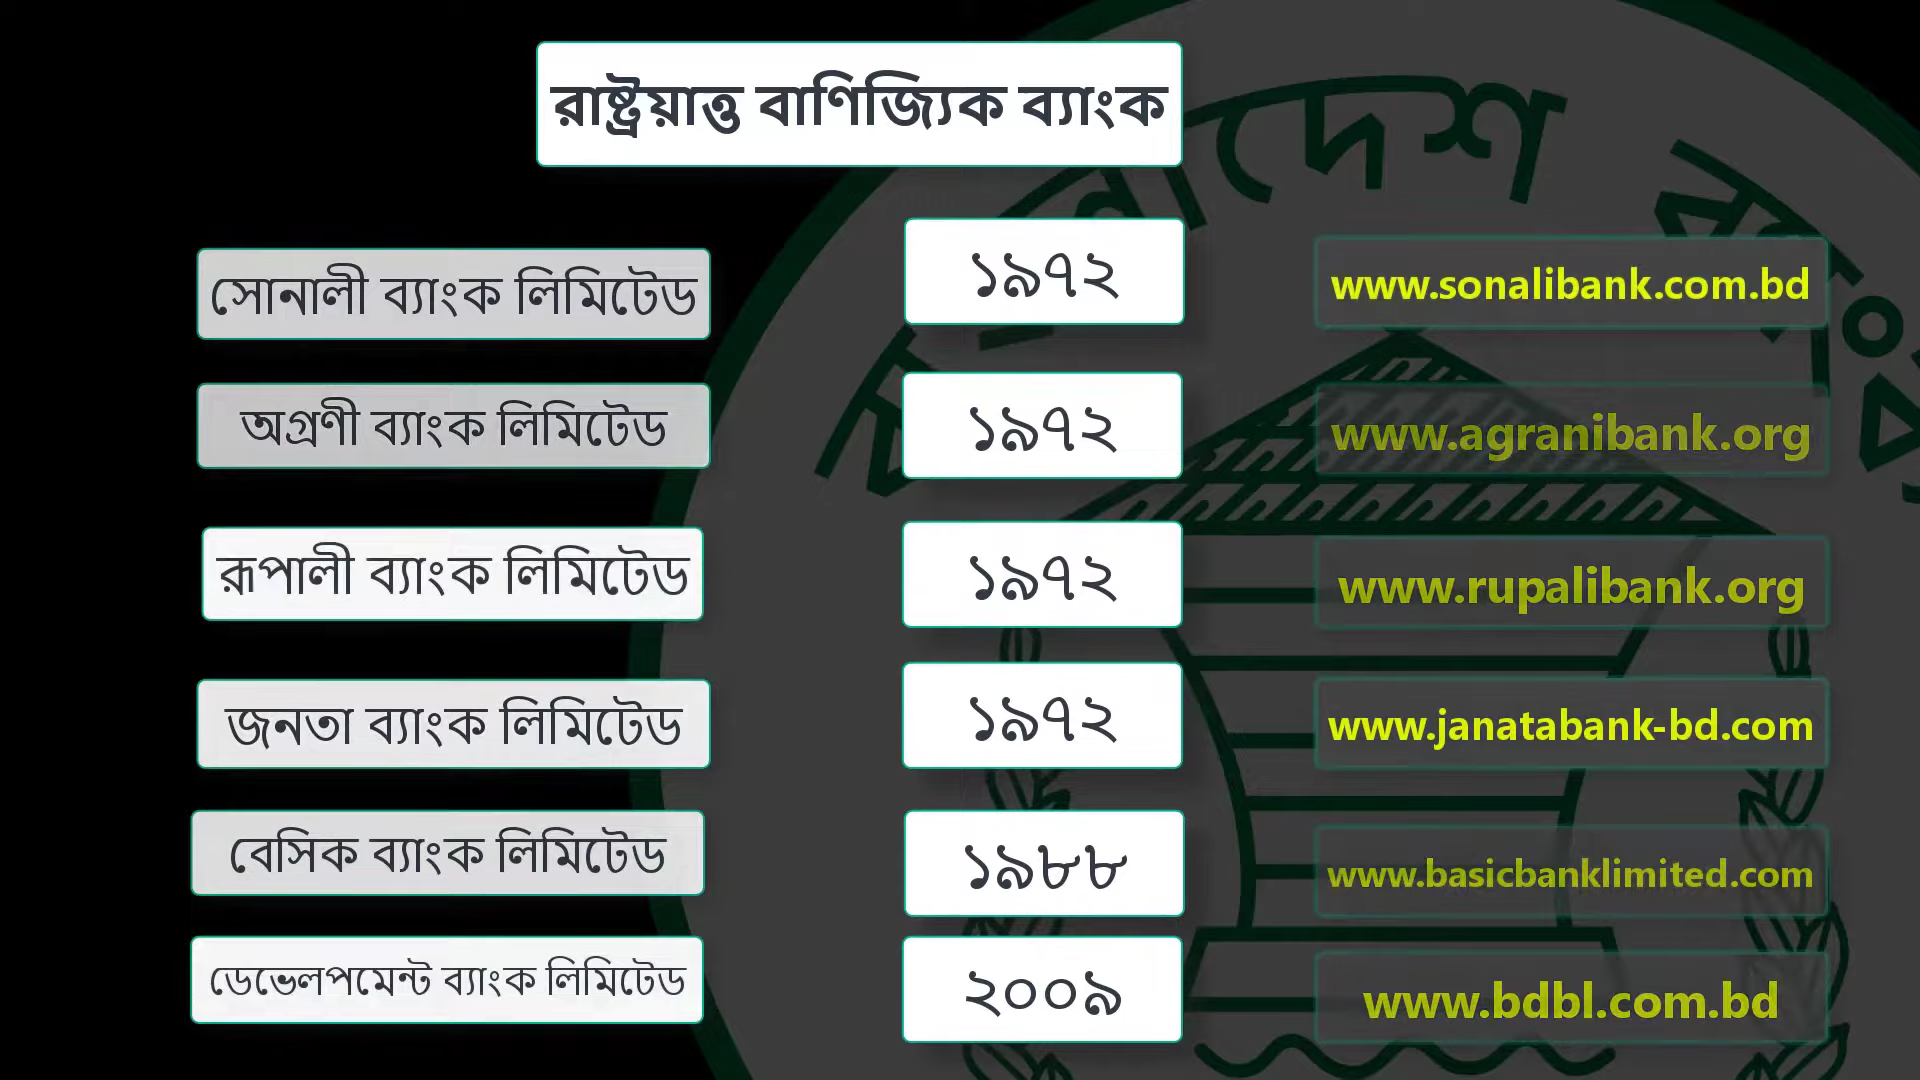 রাষ্ট্রয়াত্ত বাণিজ্যিক ব্যাংক
সোনালী ব্যাংক লিমিটেড ১৯৭২ www.sonalibank.com.bd
অগ্রণী ব্যাংক লিমিটেড ১৯৭২ www.agranibank.org
রূপালী ব্যাংক লিমিটেড ১৯৭২ www.rupalibank.org
জনতা ব্যাংক লিমিটেড ১৯৭২ www.janatabank-bd.com
বেসিক ব্যাংক লিমিটেড ১৯৮৮ www.basicbanklimited.com
ডেভেলপমেন্ট ব্যাংক লিমিটেড ২০০৯ www.bdbl.com.bd